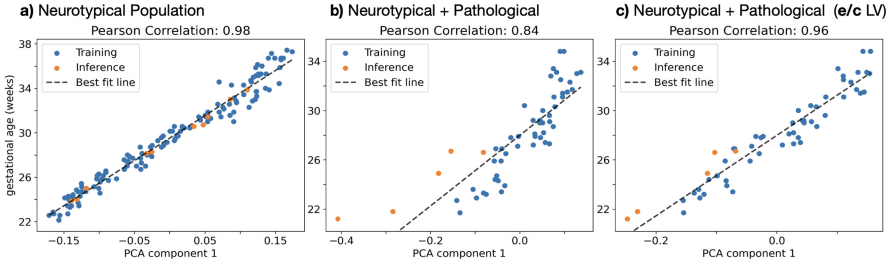 a) Neurotypical Population
Pearson Correlation: 0.98
Training
Inference
Best fit line
gestational age (weeks)
38
34
30
26
22
−0.15
−0.05
0.05
0.15
PCA component 1
b) Neurotypical + Pathological
Pearson Correlation: 0.84
Training
Inference
Best fit line
34
30
26
22
−0.4
−0.2
0.0
PCA component 1
c) Neurotypical + Pathological (e/c LV)
Pearson Correlation: 0.96
Training
Inference
Best fit line
34
30
26
22
−0.2
0.0
PCA component 1